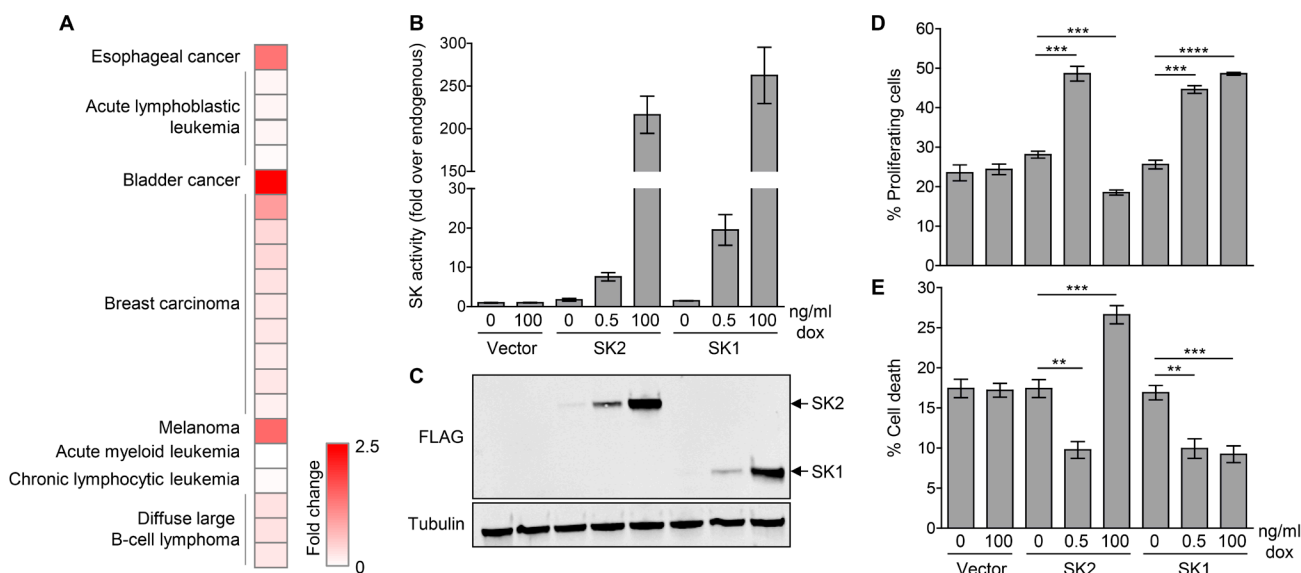 A
Esophageal cancer
Acute lymphoblastic
leukemia
Bladder cancer
Breast carcinoma
Melanoma
Acute myeloid leukemia
Chronic lymphocytic leukemia
Diffuse large
B-cell lymphoma
Fold change
2.5
0
B
SK activity (fold over endogenous)
300
250
200
150
30
20
10
0
0 100 0 0.5 100 0 0.5 100 ng/ml
dox
Vector SK2 SK1
C
FLAG
SK2
SK1
Tubulin
D
% Proliferating cells
60
50
40
30
20
10
0
***
***
***
****
E
% Cell death
30
25
20
15
10
5
0
**
***
**
***
0 100 0 0.5 100 0 0.5 100 ng/ml
dox
Vector SK2 SK1